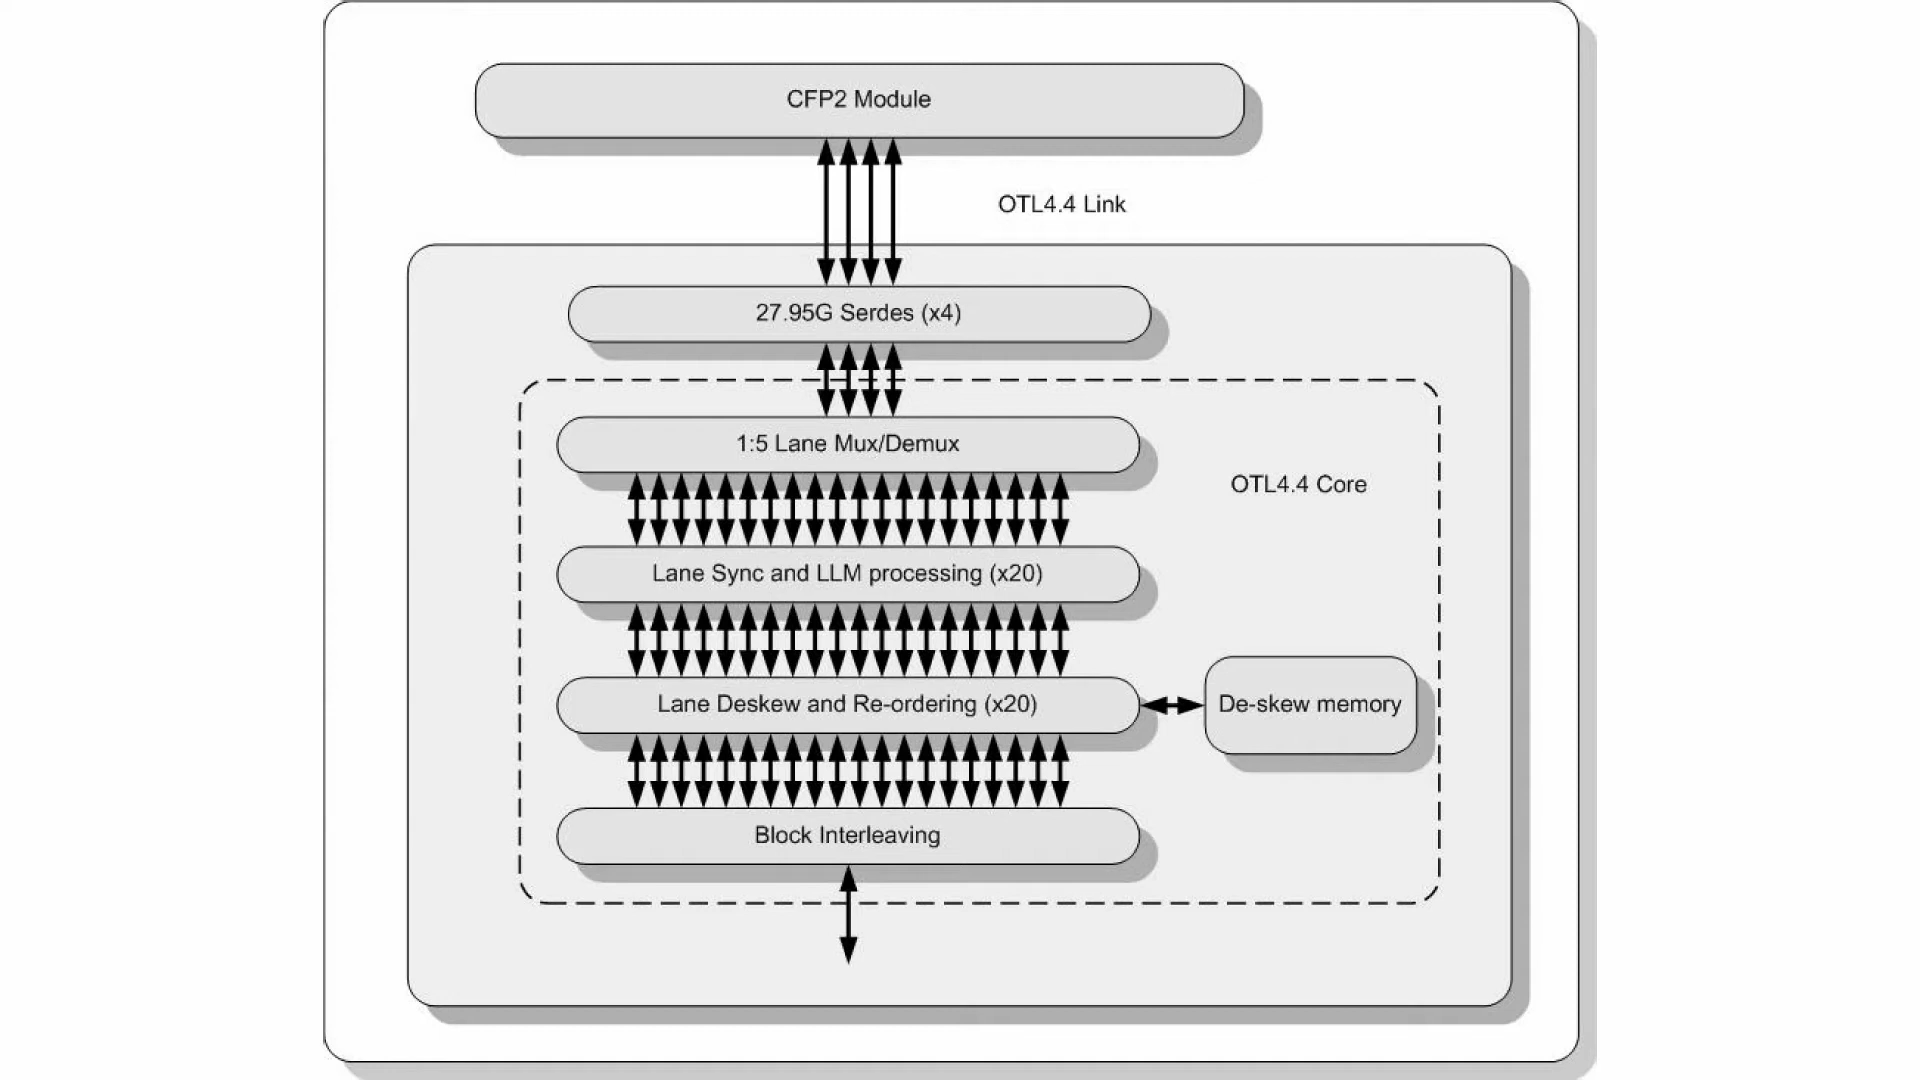 CFP2 Module
OTL4.4 Link
27.95G Serdes (x4)
1:5 Lane Mux/Demux
OTL4.4 Core
Lane Sync and LLM processing (x20)
Lane Deskew and Re-ordering (x20)
De-skew memory
Block Interleaving